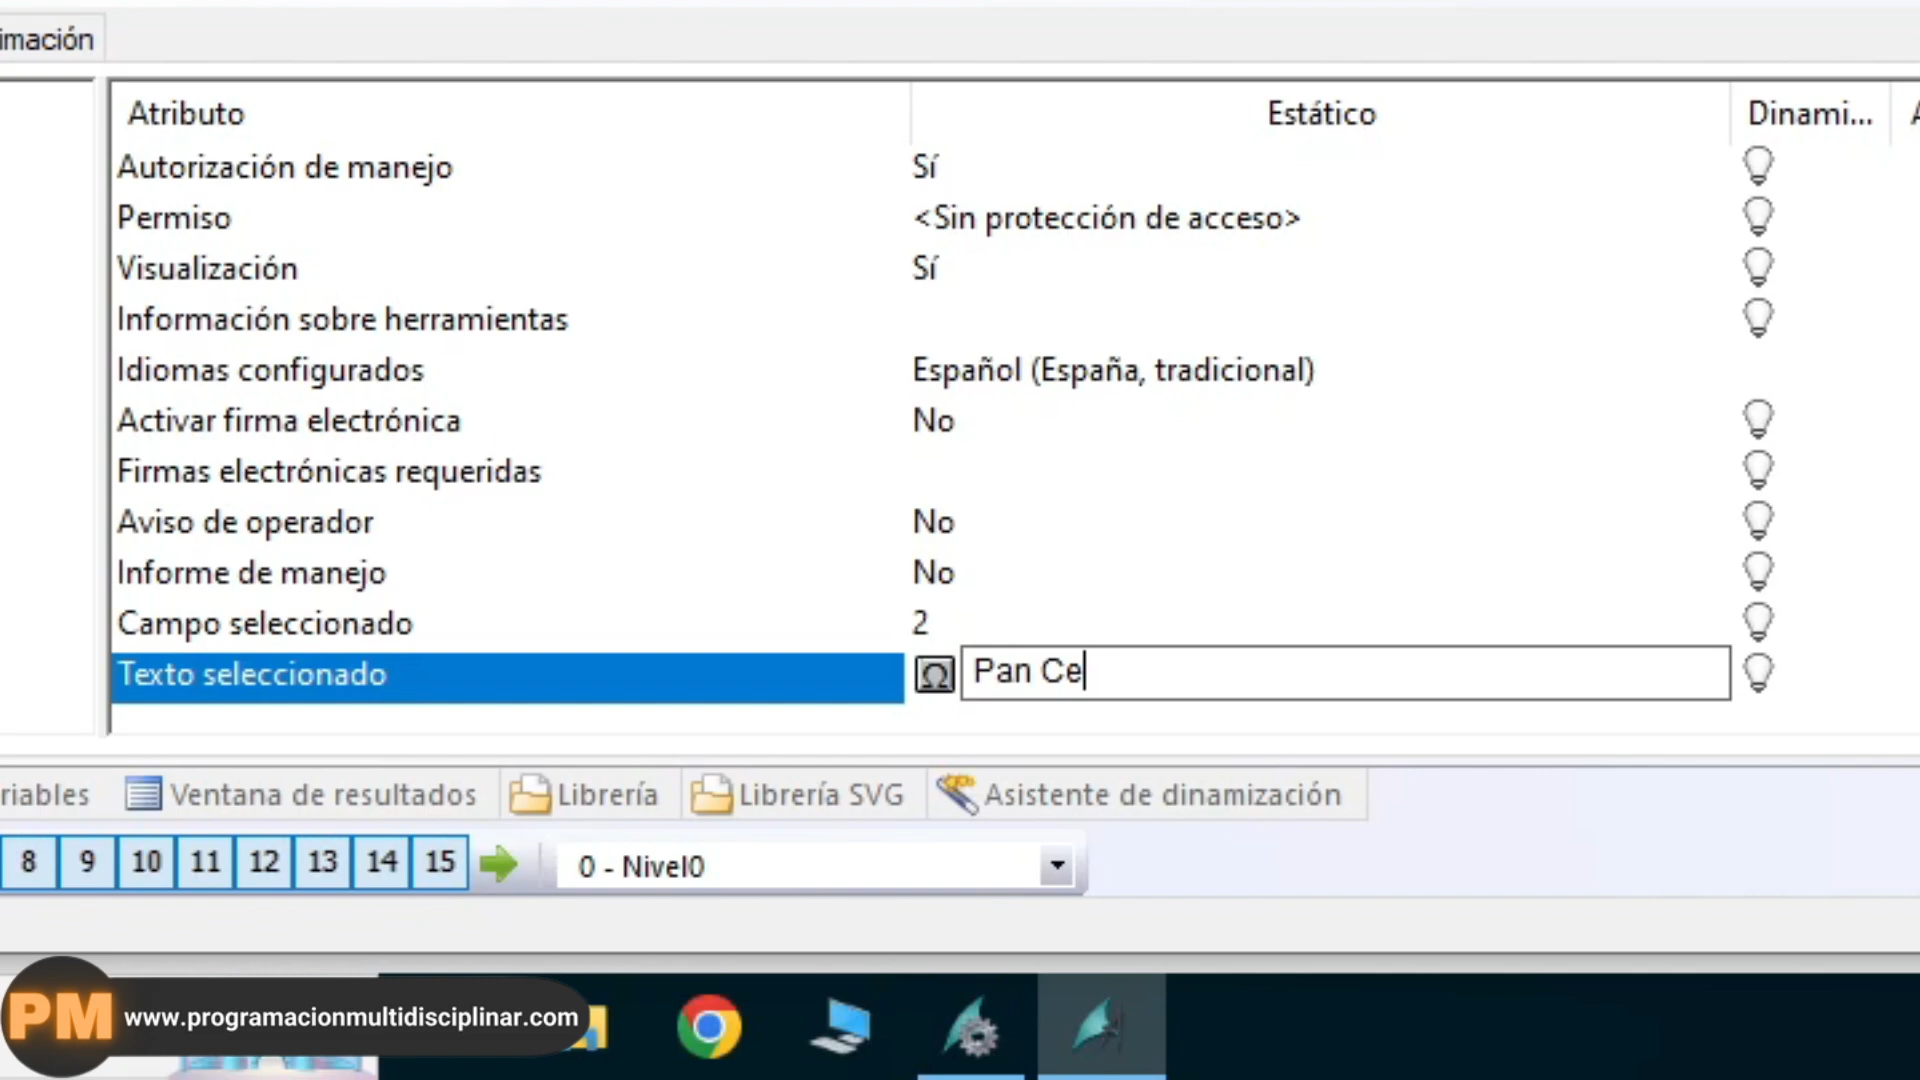 imación
Atributo Estático Dinami...
Autorización de manejo Sí
Permiso <Sin protección de acceso>
Visualización Sí
Información sobre herramientas
Idiomas configurados Español (España, tradicional)
Activar firma electrónica No
Firmas electrónicas requeridas
Aviso de operador No
Informe de manejo No
Campo seleccionado 2
Texto seleccionado Ω Pan Ce
riables Ventana de resultados Librería Librería SVG Asistente de dinamización
8 9 10 11 12 13 14 15 0 - Nivel0
PM www.programacionmultidisciplinar.com